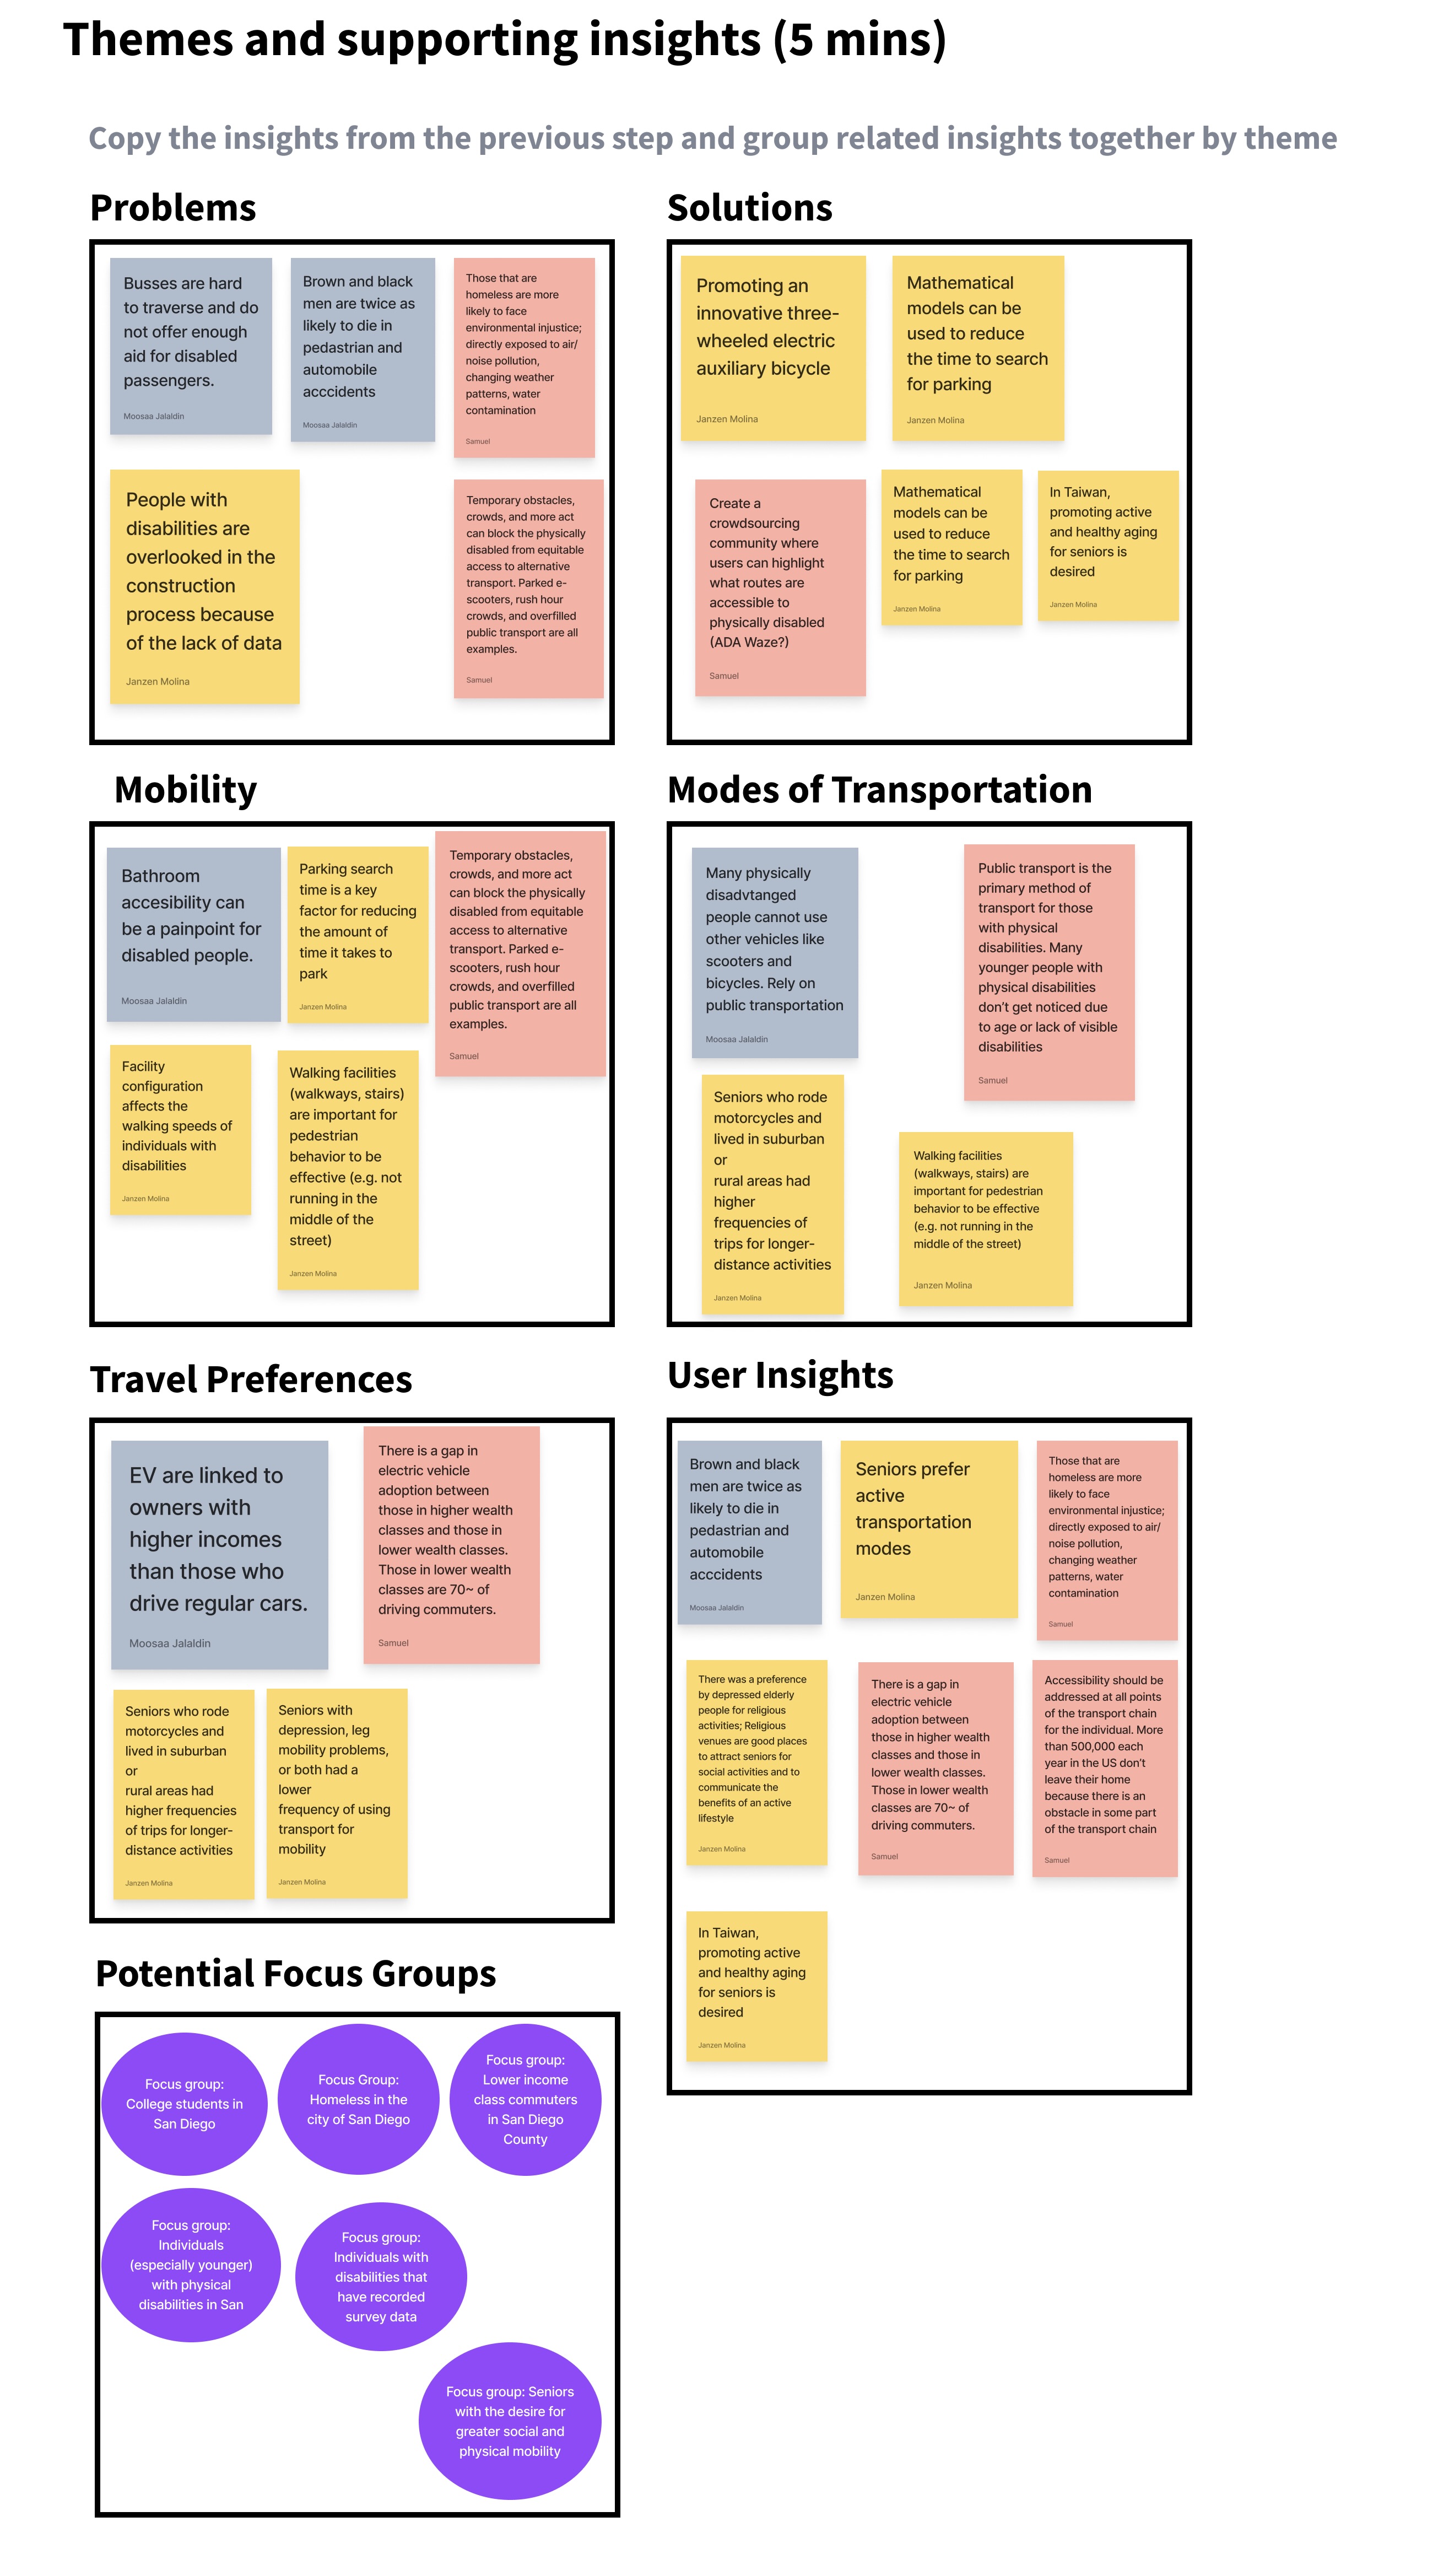 Themes and supporting insights (5 mins)
Copy the insights from the previous step and group related insights together by theme
Problems
Busses are hard
to traverse and do
not offer enough
aid for disabled
passengers.
Moosaa Jalaldin
Brown and black
men are twice as
likely to die in
pedastrian and
automobile
acccidents
Moosaa Jalaldin
Those that are
homeless are more
likely to face
environmental injustice;
directly exposed to air/
noise pollution,
changing weather
patterns, water
contamination
Samuel
People with
disabilities are
overlooked in the
construction
process because
of the lack of data
Janzen Molina
Temporary obstacles,
crowds, and more act
can block the physically
disabled from equitable
access to alternative
transport. Parked e-
scooters, rush hour
crowds, and overfilled
public transport are all
examples.
Samuel
Solutions
Promoting an
innovative three-
wheeled electric
auxiliary bicycle
Janzen Molina
Mathematical
models can be
used to reduce
the time to search
for parking
Janzen Molina
Create a
crowdsourcing
community where
users can highlight
what routes are
accessible to
physically disabled
(ADA Waze?)
Samuel
Mathematical
models can be
used to reduce
the time to search
for parking
Janzen Molina
In Taiwan,
promoting active
and healthy aging
for seniors is
desired
Janzen Molina
Mobility
Bathroom
accesibility can
be a painpoint for
disabled people.
Moosaa Jalaldin
Parking search
time is a key
factor for reducing
the amount of
time it takes to
park
Janzen Molina
Temporary obstacles,
crowds, and more act
can block the physically
disabled from equitable
access to alternative
transport. Parked e-
scooters, rush hour
crowds, and overfilled
public transport are all
examples.
Samuel
Facility
configuration
affects the
walking speeds of
individuals with
disabilities
Janzen Molina
Walking facilities
(walkways, stairs)
are important for
pedestrian
behavior to be
effective (e.g. not
running in the
middle of the
street)
Janzen Molina
Modes of Transportation
Many physically
disadvtanged
people cannot use
other vehicles like
scooters and
bicycles. Rely on
public transportation
Moosaa Jalaldin
Public transport is the
primary method of
transport for those
with physical
disabilities. Many
younger people with
physical disabilities
don't get noticed due
to age or lack of visible
disabilities
Samuel
Seniors who rode
motorcycles and
lived in suburban
or
rural areas had
higher
frequencies of
trips for longer-
distance activities
Janzen Molina
Walking facilities
(walkways, stairs) are
important for pedestrian
behavior to be effective
(e.g. not running in the
middle of the street)
Janzen Molina
Travel Preferences
EV are linked to
owners with
higher incomes
than those who
drive regular cars.
Moosaa Jalaldin
There is a gap in
electric vehicle
adoption between
those in higher wealth
classes and those in
lower wealth classes.
Those in lower wealth
classes are 70~ of
driving commuters.
Samuel
Seniors who rode
motorcycles and
lived in suburban
or
rural areas had
higher frequencies
of trips for longer-
distance activities
Janzen Molina
Seniors with
depression, leg
mobility problems,
or both had a
lower
frequency of using
transport for
mobility
Janzen Molina
User Insights
Brown and black
men are twice as
likely to die in
pedastrian and
automobile
acccidents
Moosaa Jalaldin
Seniors prefer
active
transportation
modes
Janzen Molina
Those that are
homeless are more
likely to face
environmental injustice;
directly exposed to air/
noise pollution,
changing weather
patterns, water
contamination
Samuel
There was a preference
by depressed elderly
people for religious
activities; Religious
venues are good places
to attract seniors for
social activities and to
communicate the
benefits of an active
lifestyle
Janzen Molina
There is a gap in
electric vehicle
adoption between
those in higher wealth
classes and those in
lower wealth classes.
Those in lower wealth
classes are 70~ of
driving commuters.
Samuel
Accessibility should be
addressed at all points
of the transport chain
for the individual. More
than 500,000 each
year in the US don't
leave their home
because there is an
obstacle in some part
of the transport chain
Samuel
In Taiwan,
promoting active
and healthy aging
for seniors is
desired
Janzen Molina
Potential Focus Groups
Focus group:
College students in
San Diego
Focus Group:
Homeless in the
city of San Diego
Focus group:
Lower income
class commuters
in San Diego
County
Focus group:
Individuals
(especially younger)
with physical
disabilities in San
Focus group:
Individuals with
disabilities that
have recorded
survey data
Focus group: Seniors
with the desire for
greater social and
physical mobility